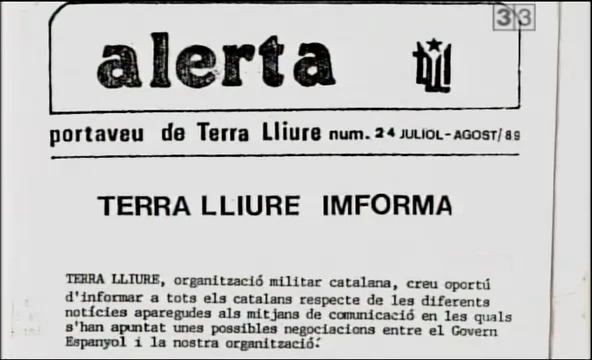 33
alerta
portaveu de Terra Lliure num. 24 JULIOL-AGOST/89
TERRA LLIURE IMFORMA
TERRA LLIURE, organització militar catalana, creu oportú
d'informar a tots els catalans respecte de les diferents
notícies aparegudes als mitjans de comunicació en les quals
s'han apuntat unes possibles negociacions entre el Govern
Espanyol i la nostra organització: